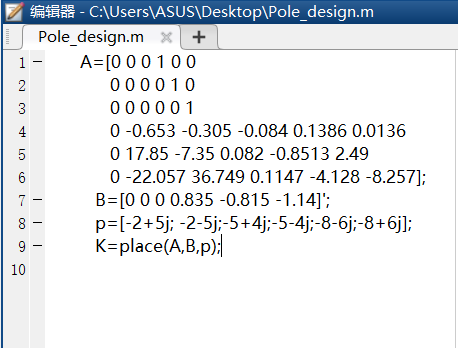 编辑器 - C:\Users\ASUS\Desktop\Pole_design.m
Pole_design.m
1 A=[0 0 0 1 0 0
2 0 0 0 0 1 0
3 0 0 0 0 0 1
4 0 -0.653 -0.305 -0.084 0.1386 0.0136
5 0 17.85 -7.35 0.082 -0.8513 2.49
6 0 -22.057 36.749 0.1147 -4.128 -8.257];
7 B=[0 0 0 0.835 -0.815 -1.14]';
8 p=[-2+5j; -2-5j;-5+4j;-5-4j;-8-6j;-8+6j];
9 K=place(A,B,p);
10